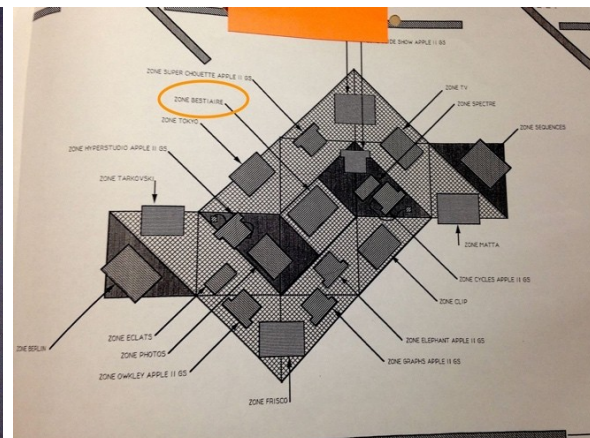 SHOW APPLE II GS
ZONE SUPER CHOUETTE APPLE II GS
ZONE TV
ZONE BESTIAIRE
ZONE SPECTRE
ZONE TOKYO
ZONE SEQUENCES
ZONE HYPERSTUDIO APPLE II GS
ZONE TARKOVSKI
ZONE MATTA
ZONE CYCLES APPLE II GS
ZONE CLIP
ZONE ECLATS
ZONE ELEPHANT APPLE II GS
ZONE BERLIN
ZONE PHOTOS
ZONE GRAPHS APPLE II GS
ZONE OWKLEY APPLE II GS
ZONE FRISCO